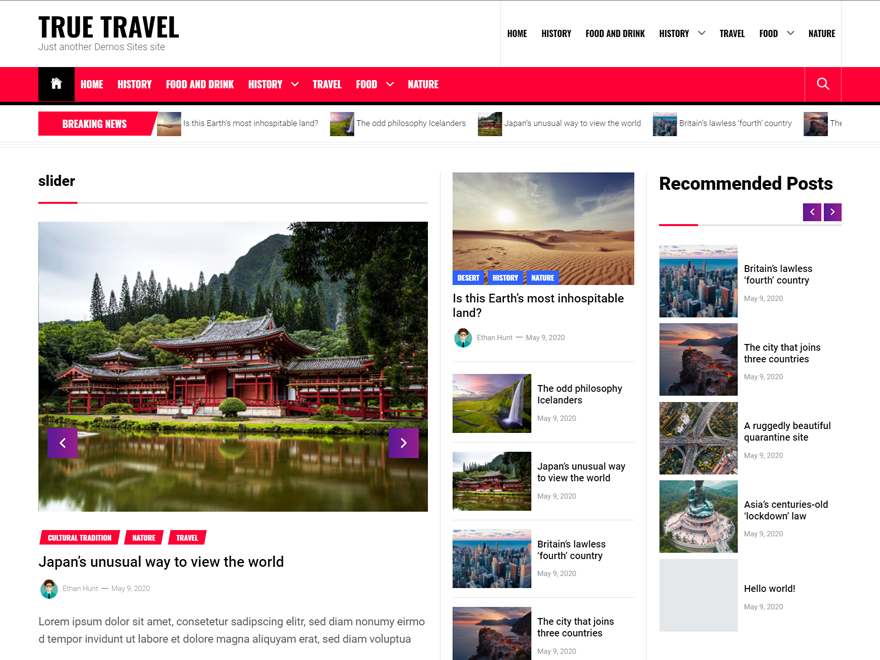 TRUE TRAVEL
Just another Demos Sites site
HOME HISTORY FOOD AND DRINK HISTORY TRAVEL FOOD NATURE
HOME HISTORY FOOD AND DRINK HISTORY TRAVEL FOOD NATURE
BREAKING NEWS
Is this Earth's most inhospitable land?
The odd philosophy Icelanders
Japan's unusual way to view the world
Britain's lawless 'fourth' country
The
slider
CULTURAL TRADITION NATURE TRAVEL
Japan's unusual way to view the world
Ethan Hunt — May 9, 2020
Lorem ipsum dolor sit amet, consetetur sadipscing elitr, sed diam nonumy eirmo
d tempor invidunt ut labore et dolore magna aliquyam erat, sed diam voluptua
DESERT HISTORY NATURE
Is this Earth's most inhospitable
land?
Ethan Hunt — May 9, 2020
The odd philosophy
Icelanders
May 9, 2020
Japan's unusual way
to view the world
May 9, 2020
Britain's lawless
'fourth' country
May 9, 2020
The city that joins
three countries
May 9, 2020
Recommended Posts
Britain's lawless
'fourth' country
May 9, 2020
The city that joins
three countries
May 9, 2020
A ruggedly beautiful
quarantine site
May 9, 2020
Asia's centuries-old
'lockdown' law
May 9, 2020
Hello world!
May 9, 2020